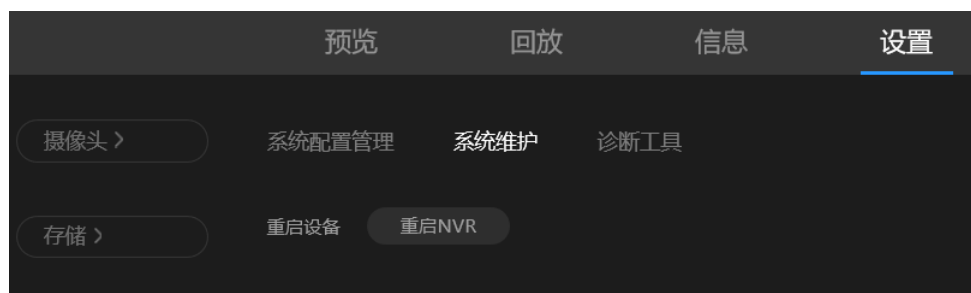 预览 回放 信息 设置
摄像头 > 系统配置管理 系统维护 诊断工具
存储 > 重启设备 重启NVR